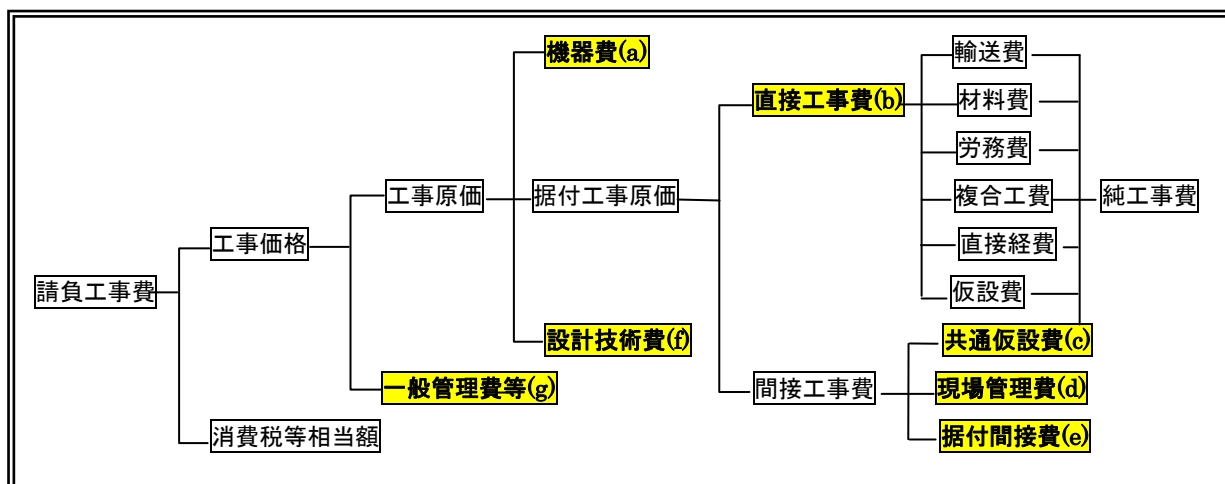 機器費(a)
輸送費
直接工事費(b)
材料費
労務費
工事原価
据付工事原価
複合工費
純工事費
工事価格
直接経費
請負工事費
仮設費
設計技術費(f)
共通仮設費(c)
一般管理費等(g)
間接工事費
現場管理費(d)
消費税等相当額
据付間接費(e)